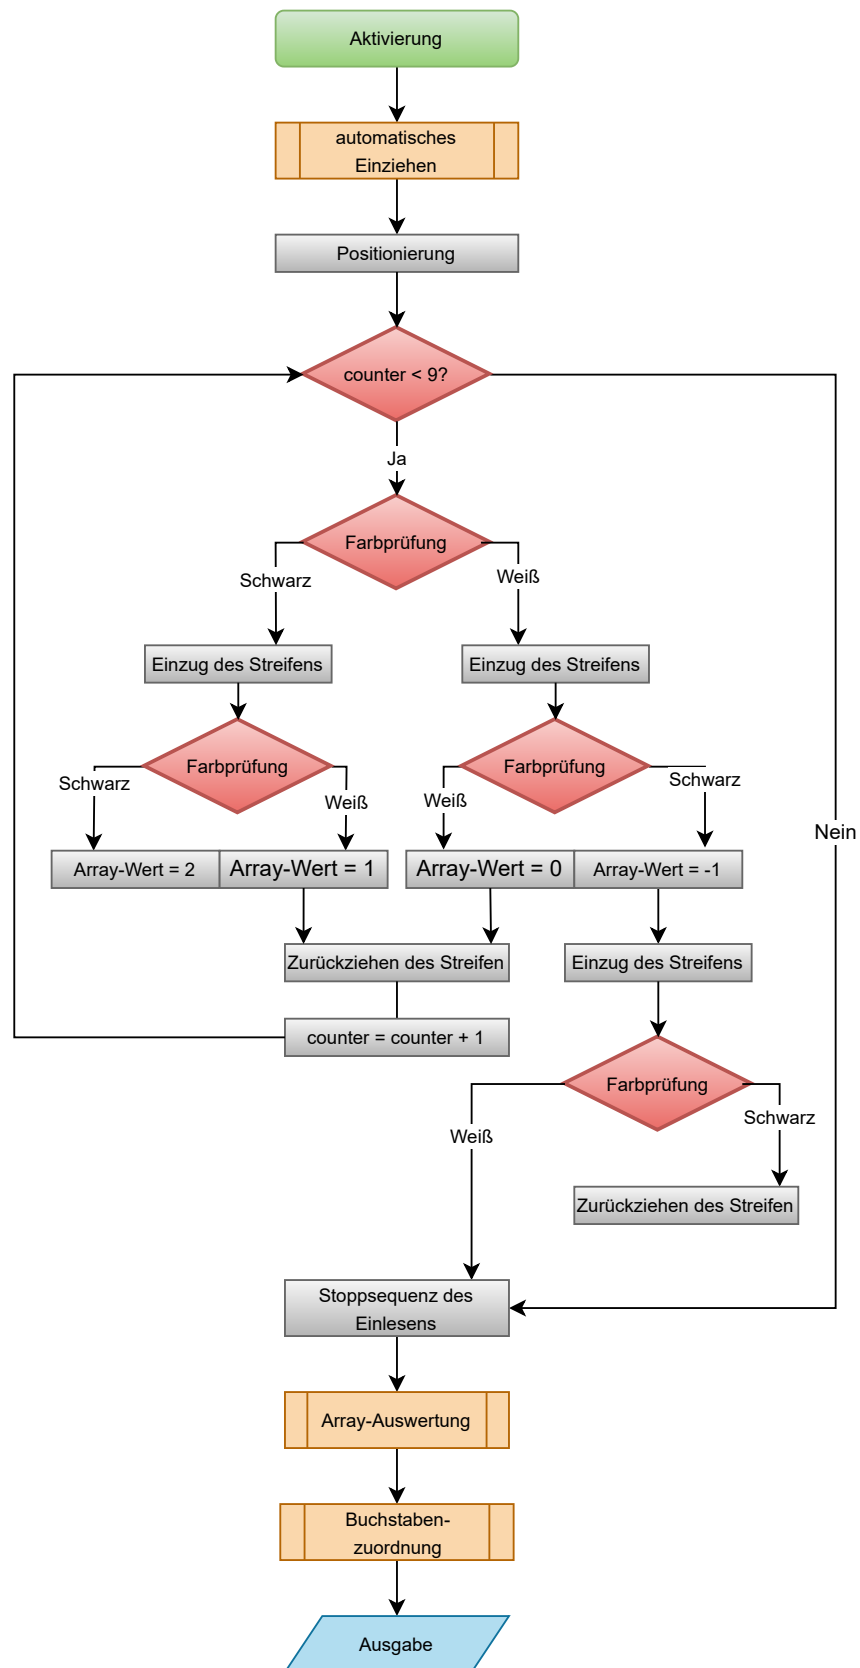 Aktivierung
automatisches
Einziehen
Positionierung
counter < 9?
Ja
Farbprüfung
Schwarz
Weiß
Einzug des Streifens
Einzug des Streifens
Farbprüfung
Farbprüfung
Schwarz
Weiß
Weiß
Schwarz
Nein
Array-Wert = 2
Array-Wert = 1
Array-Wert = 0
Array-Wert = -1
Zurückziehen des Streifen
Einzug des Streifens
counter = counter + 1
Farbprüfung
Weiß
Schwarz
Zurückziehen des Streifen
Stoppsequenz des
Einlesens
Array-Auswertung
Buchstaben-
zuordnung
Ausgabe